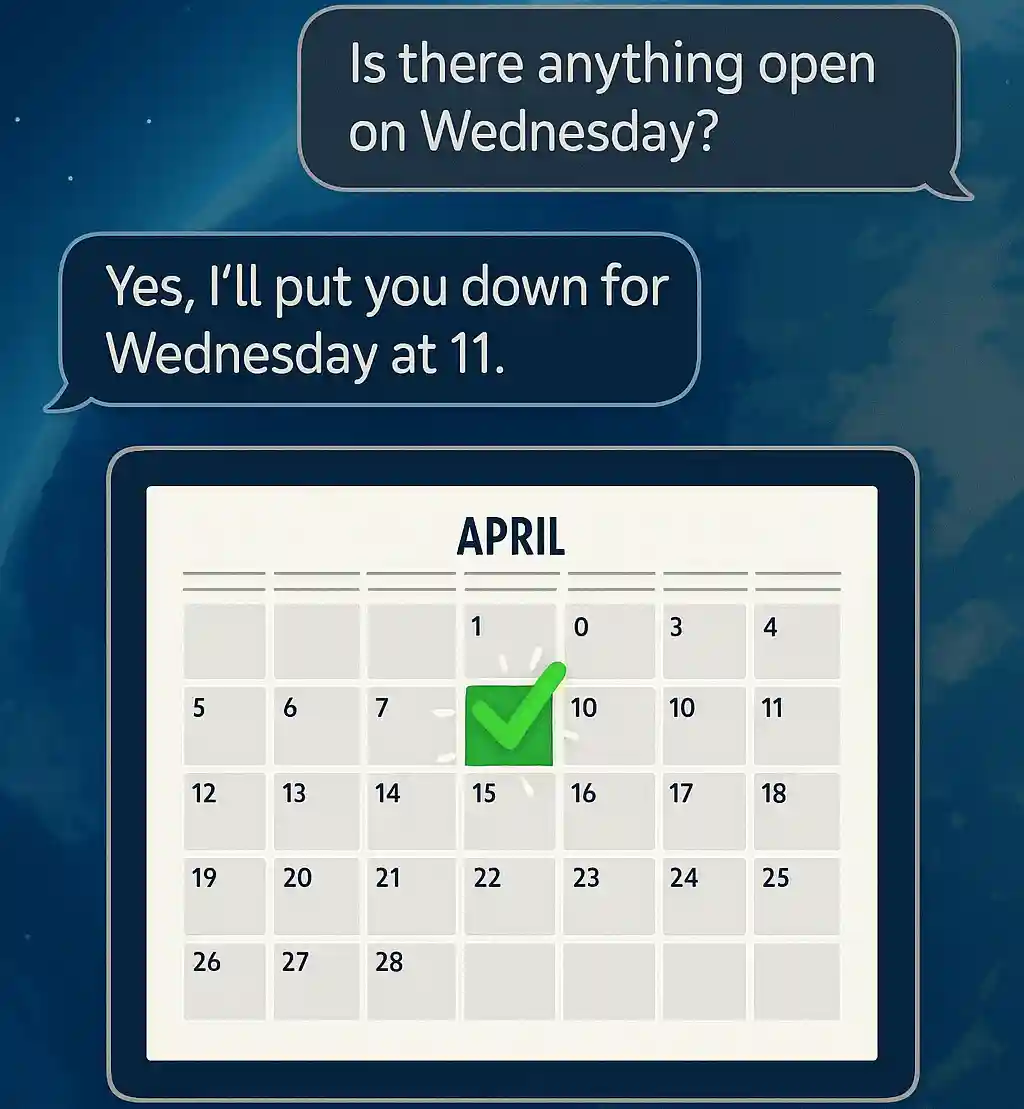 Is there anything open
on Wednesday?
Yes, I'll put you down for
Wednesday at 11.
APRIL
1 0 3 4
5 6 7 10 10 11
12 13 14 15 16 17 18
19 20 21 22 23 24 25
26 27 28